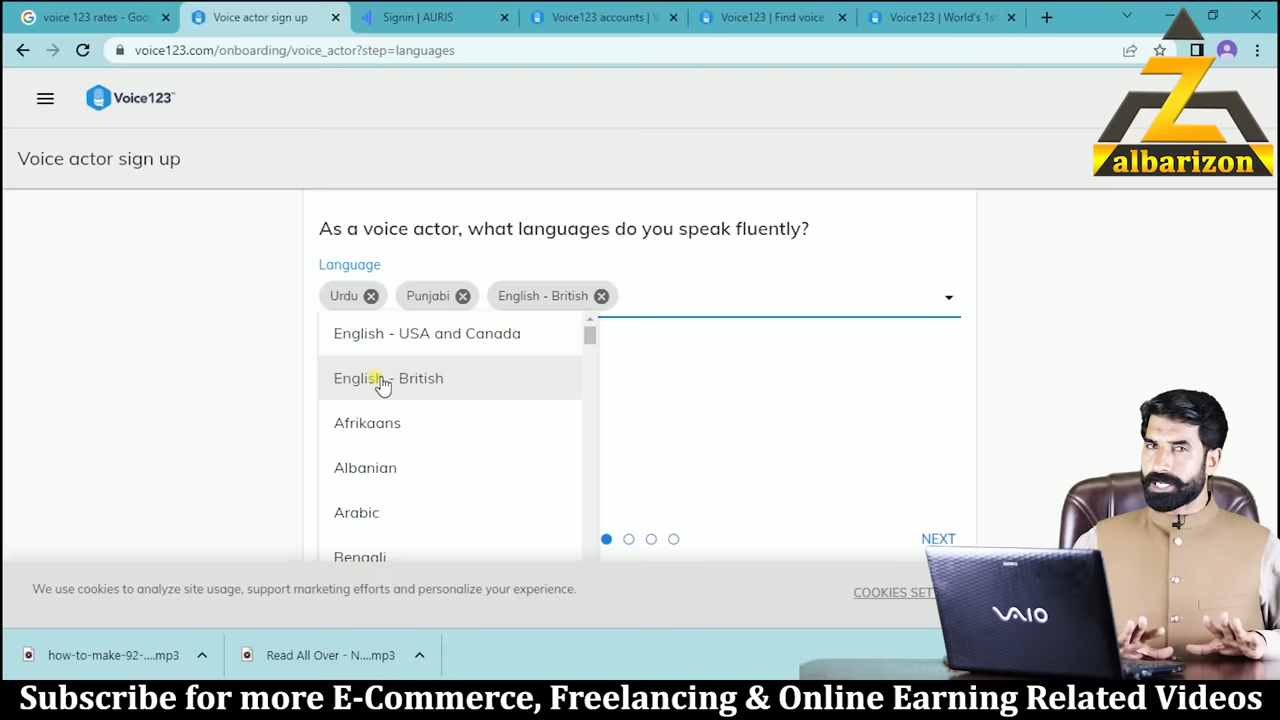 voice 123 rates - Goo
Voice actor sign up
Signin | AURIS
Voice123 accounts | V
Voice123 | Find voice
Voice123 | World's 1st
voice123.com/onboarding/voice_actor?step=languages
Voice123
Z
albarizon
Voice actor sign up
As a voice actor, what languages do you speak fluently?
Language
Urdu
Punjabi
English - British
English - USA and Canada
English - British
Afrikaans
Albanian
Arabic
Bengali
NEXT
We use cookies to analyze site usage, support marketing efforts and personalize your experience.
COOKIES SET
VAIO
how-to-make-92-....mp3
Read All Over - N....mp3
Subscribe for more E-Commerce, Freelancing & Online Earning Related Videos